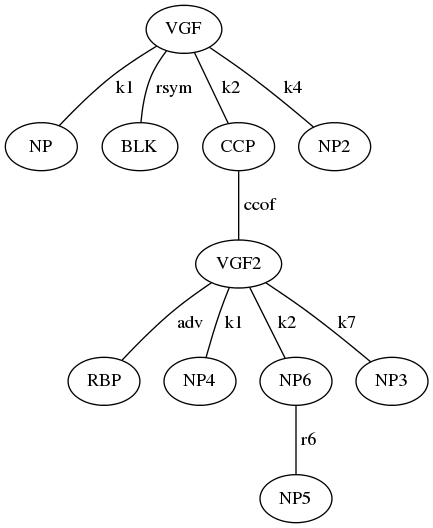 VGF
k1 rsym k2 k4
NP BLK CCP NP2
ccof
VGF2
adv k1 k2 k7
RBP NP4 NP6 NP3
r6
NP5